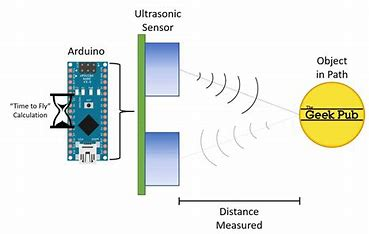 Ultrasonic
Sensor
Arduino
Object
in Path
"Time to Fly"
Calculation
The
Geek Pub
Distance
Measured